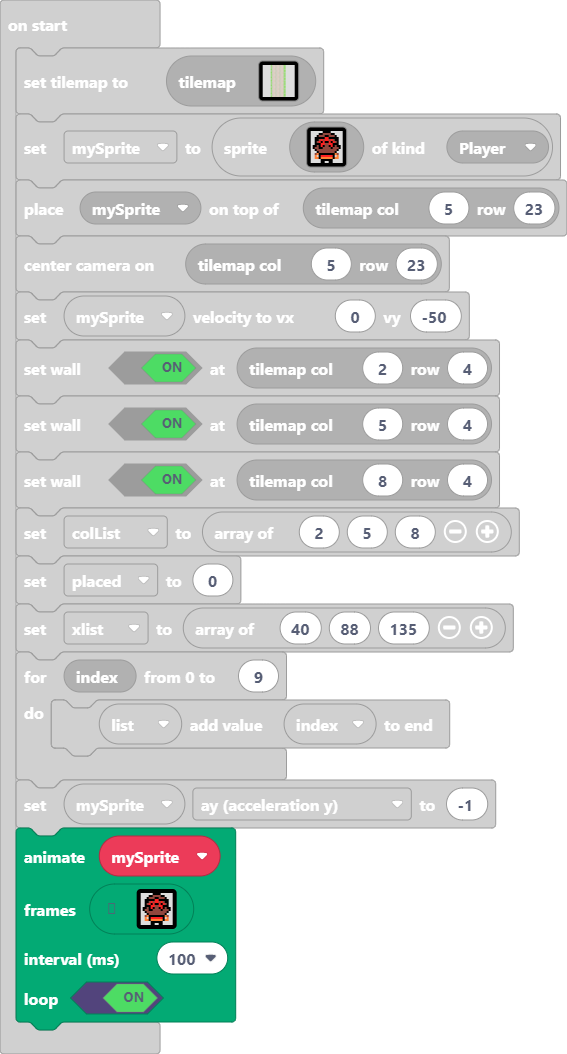 on start
set tilemap to tilemap
set mySprite to sprite of kind Player
place mySprite on top of tilemap col 5 row 23
center camera on tilemap col 5 row 23
set mySprite velocity to vx 0 vy -50
set wall ON at tilemap col 2 row 4
set wall ON at tilemap col 5 row 4
set wall ON at tilemap col 8 row 4
set colList to array of 2 5 8
set placed to 0
set xlist to array of 40 88 135
for index from 0 to 9
do list add value index to end
set mySprite ay (acceleration y) to -1
animate mySprite
frames
interval (ms) 100
loop ON